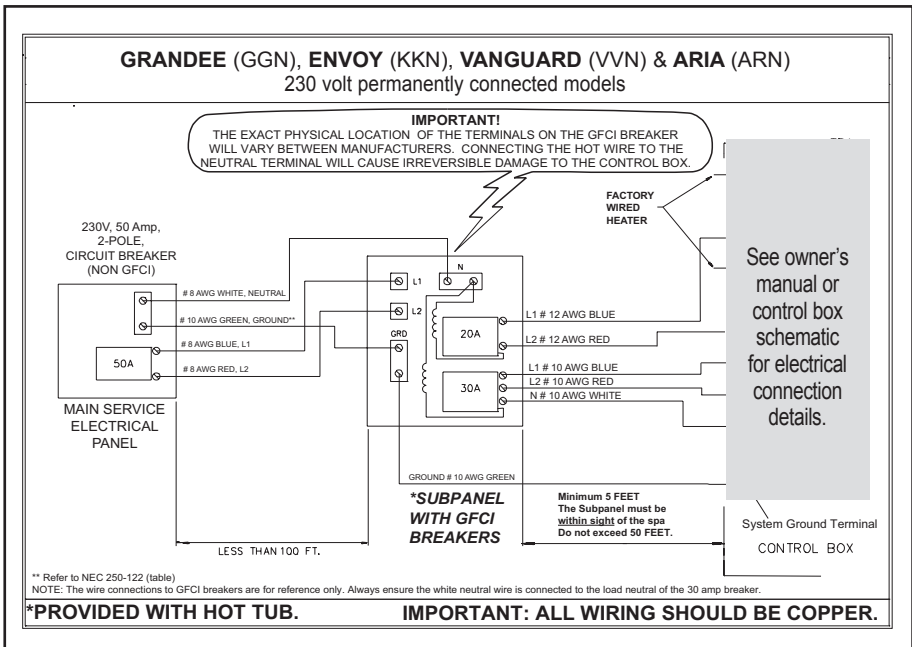 GRANDEE (GGN), ENVOY (KKN), VANGUARD (VVN) & ARIA (ARN)
230 volt permanently connected models
IMPORTANT!
THE EXACT PHYSICAL LOCATION OF THE TERMINALS ON THE GFCI BREAKER
WILL VARY BETWEEN MANUFACTURERS. CONNECTING THE HOT WIRE TO THE
NEUTRAL TERMINAL WILL CAUSE IRREVERSIBLE DAMAGE TO THE CONTROL BOX.
FACTORY
WIRED
HEATER
230V, 50 Amp,
2-POLE,
CIRCUIT BREAKER
(NON GFCI)
# 8 AWG WHITE, NEUTRAL
# 10 AWG GREEN, GROUND**
# 8 AWG BLUE, L1
# 8 AWG RED, L2
50A
MAIN SERVICE
ELECTRICAL
PANEL
N
L1
L2
GRD
20A
30A
L1 # 12 AWG BLUE
L2 # 12 AWG RED
L1 # 10 AWG BLUE
L2 # 10 AWG RED
N # 10 AWG WHITE
See owner's
manual or
control box
schematic
for electrical
connection
details.
GROUND # 10 AWG GREEN
*SUBPANEL
WITH GFCI
BREAKERS
Minimum 5 FEET
The Subpanel must be
within sight of the spa
Do not exceed 50 FEET.
System Ground Terminal
CONTROL BOX
LESS THAN 100 FT.
** Refer to NEC 250-122 (table)
NOTE: The wire connections to GFCI breakers are for reference only. Always ensure the white neutral wire is connected to the load neutral of the 30 amp breaker.
*PROVIDED WITH HOT TUB. IMPORTANT: ALL WIRING SHOULD BE COPPER.